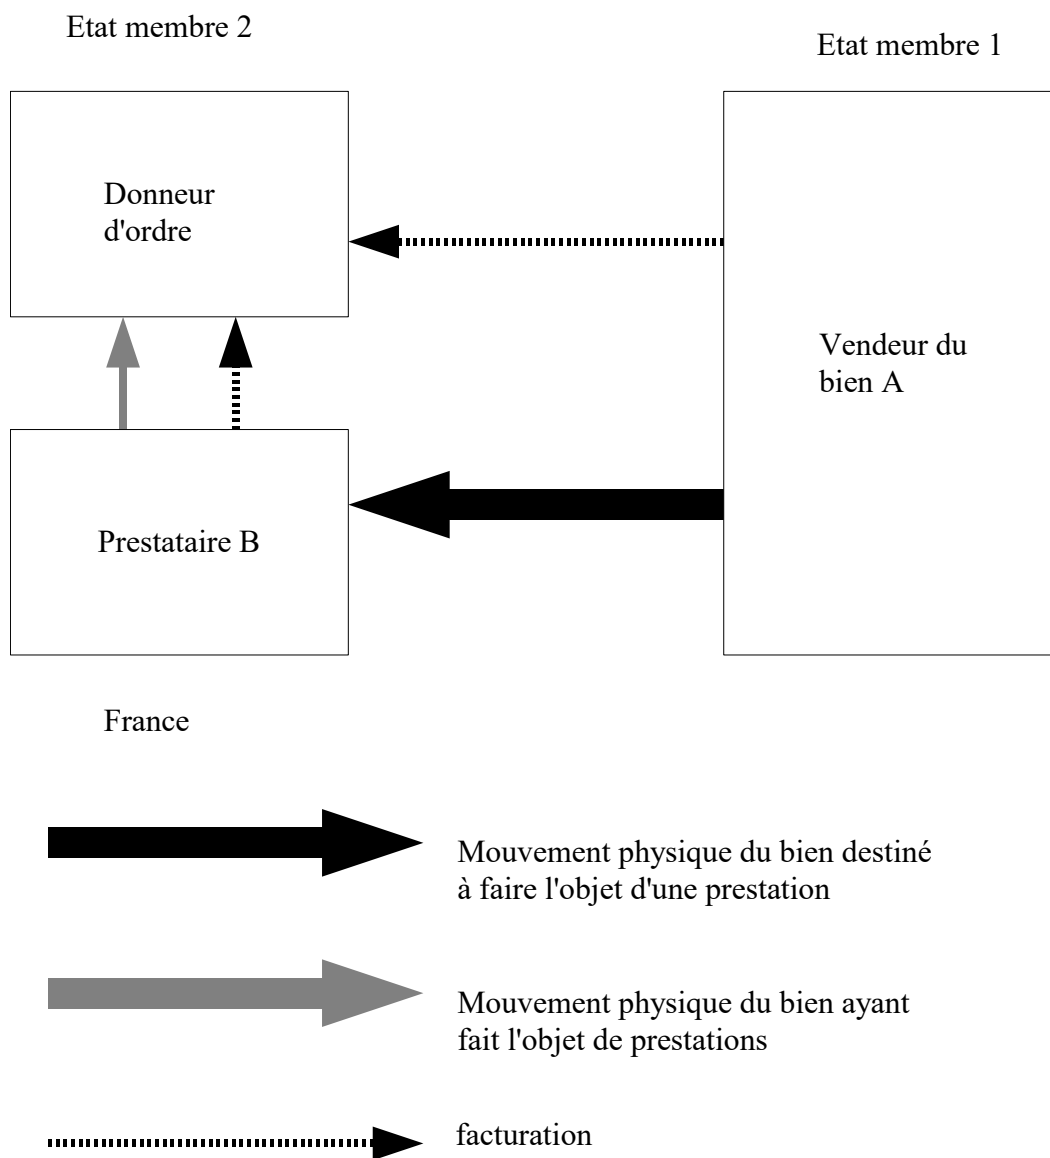 Etat membre 2
Etat membre 1
Donneur
d'ordre
Vendeur du
bien A
Prestataire B
France
Mouvement physique du bien destiné
à faire l'objet d'une prestation
Mouvement physique du bien ayant
fait l'objet de prestations
facturation